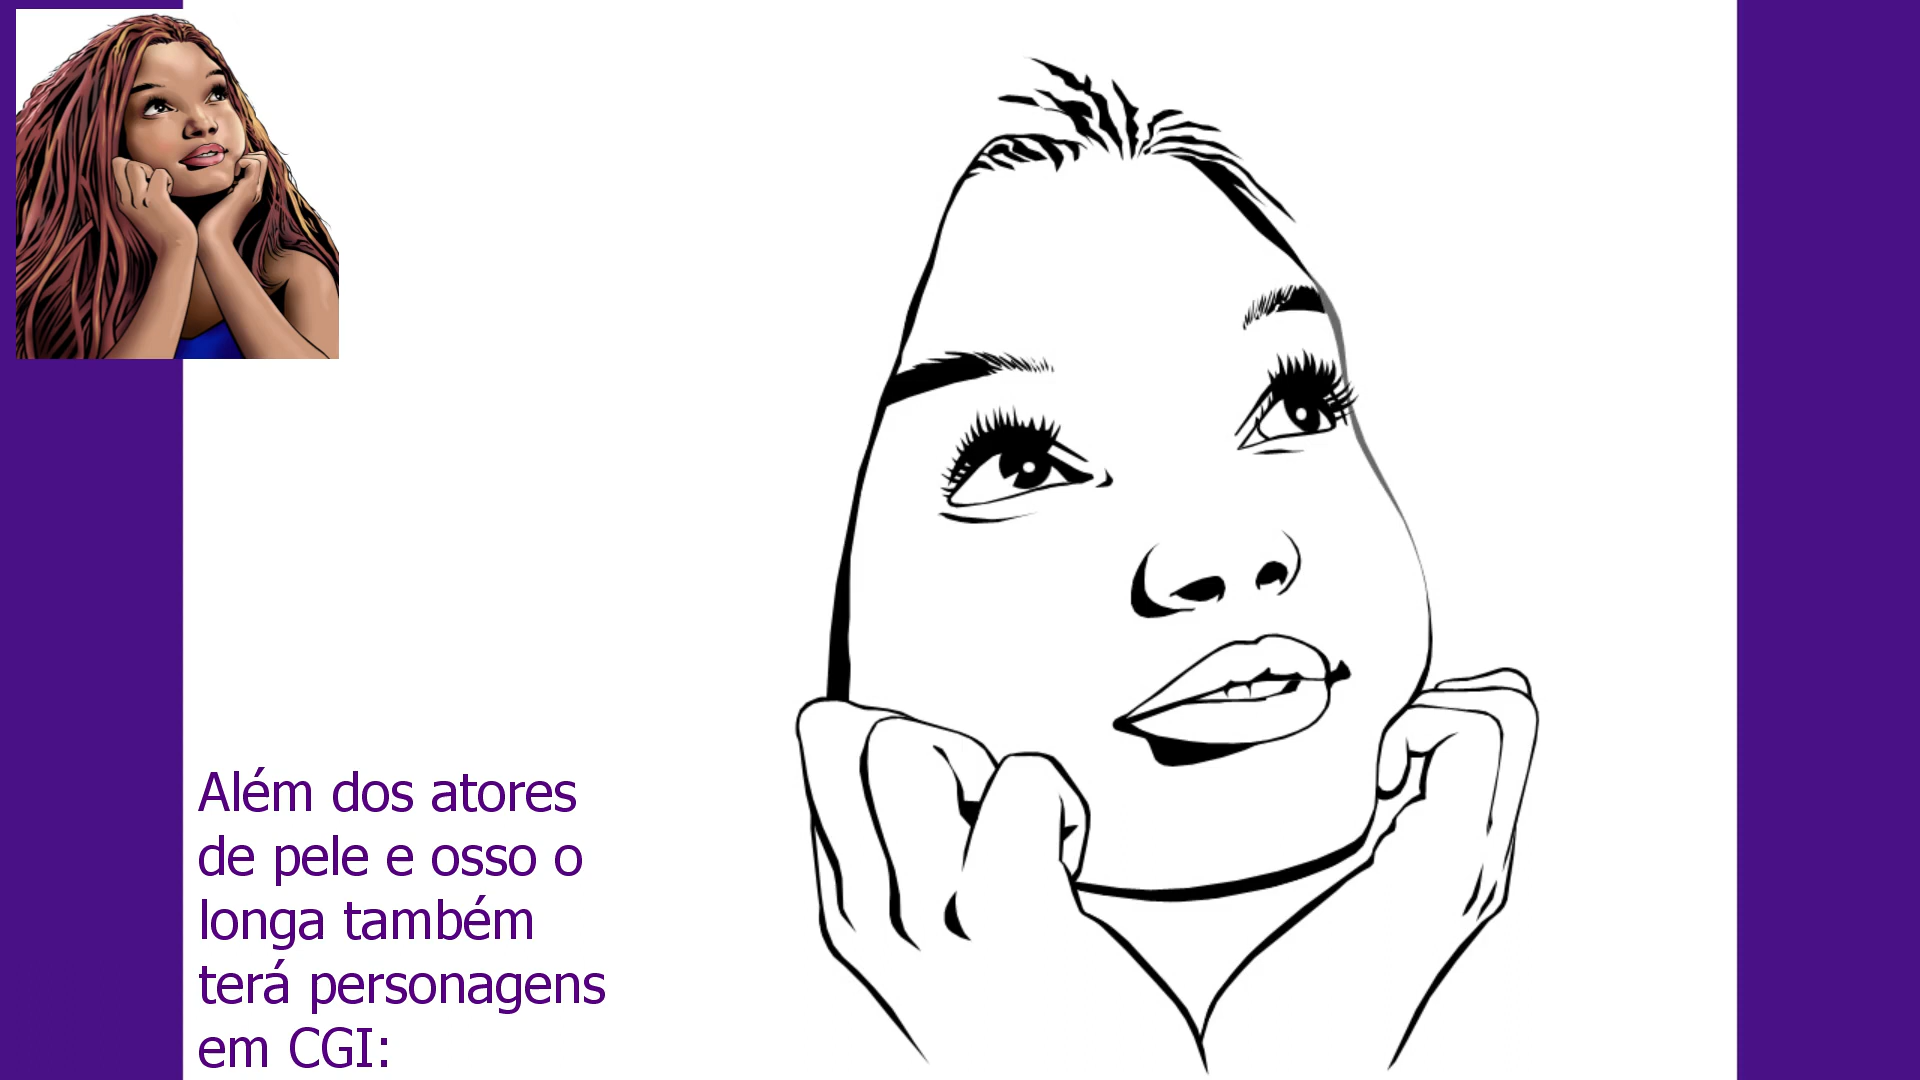 Além dos atores
de pele e osso o
longa também
terá personagens
em CGI: